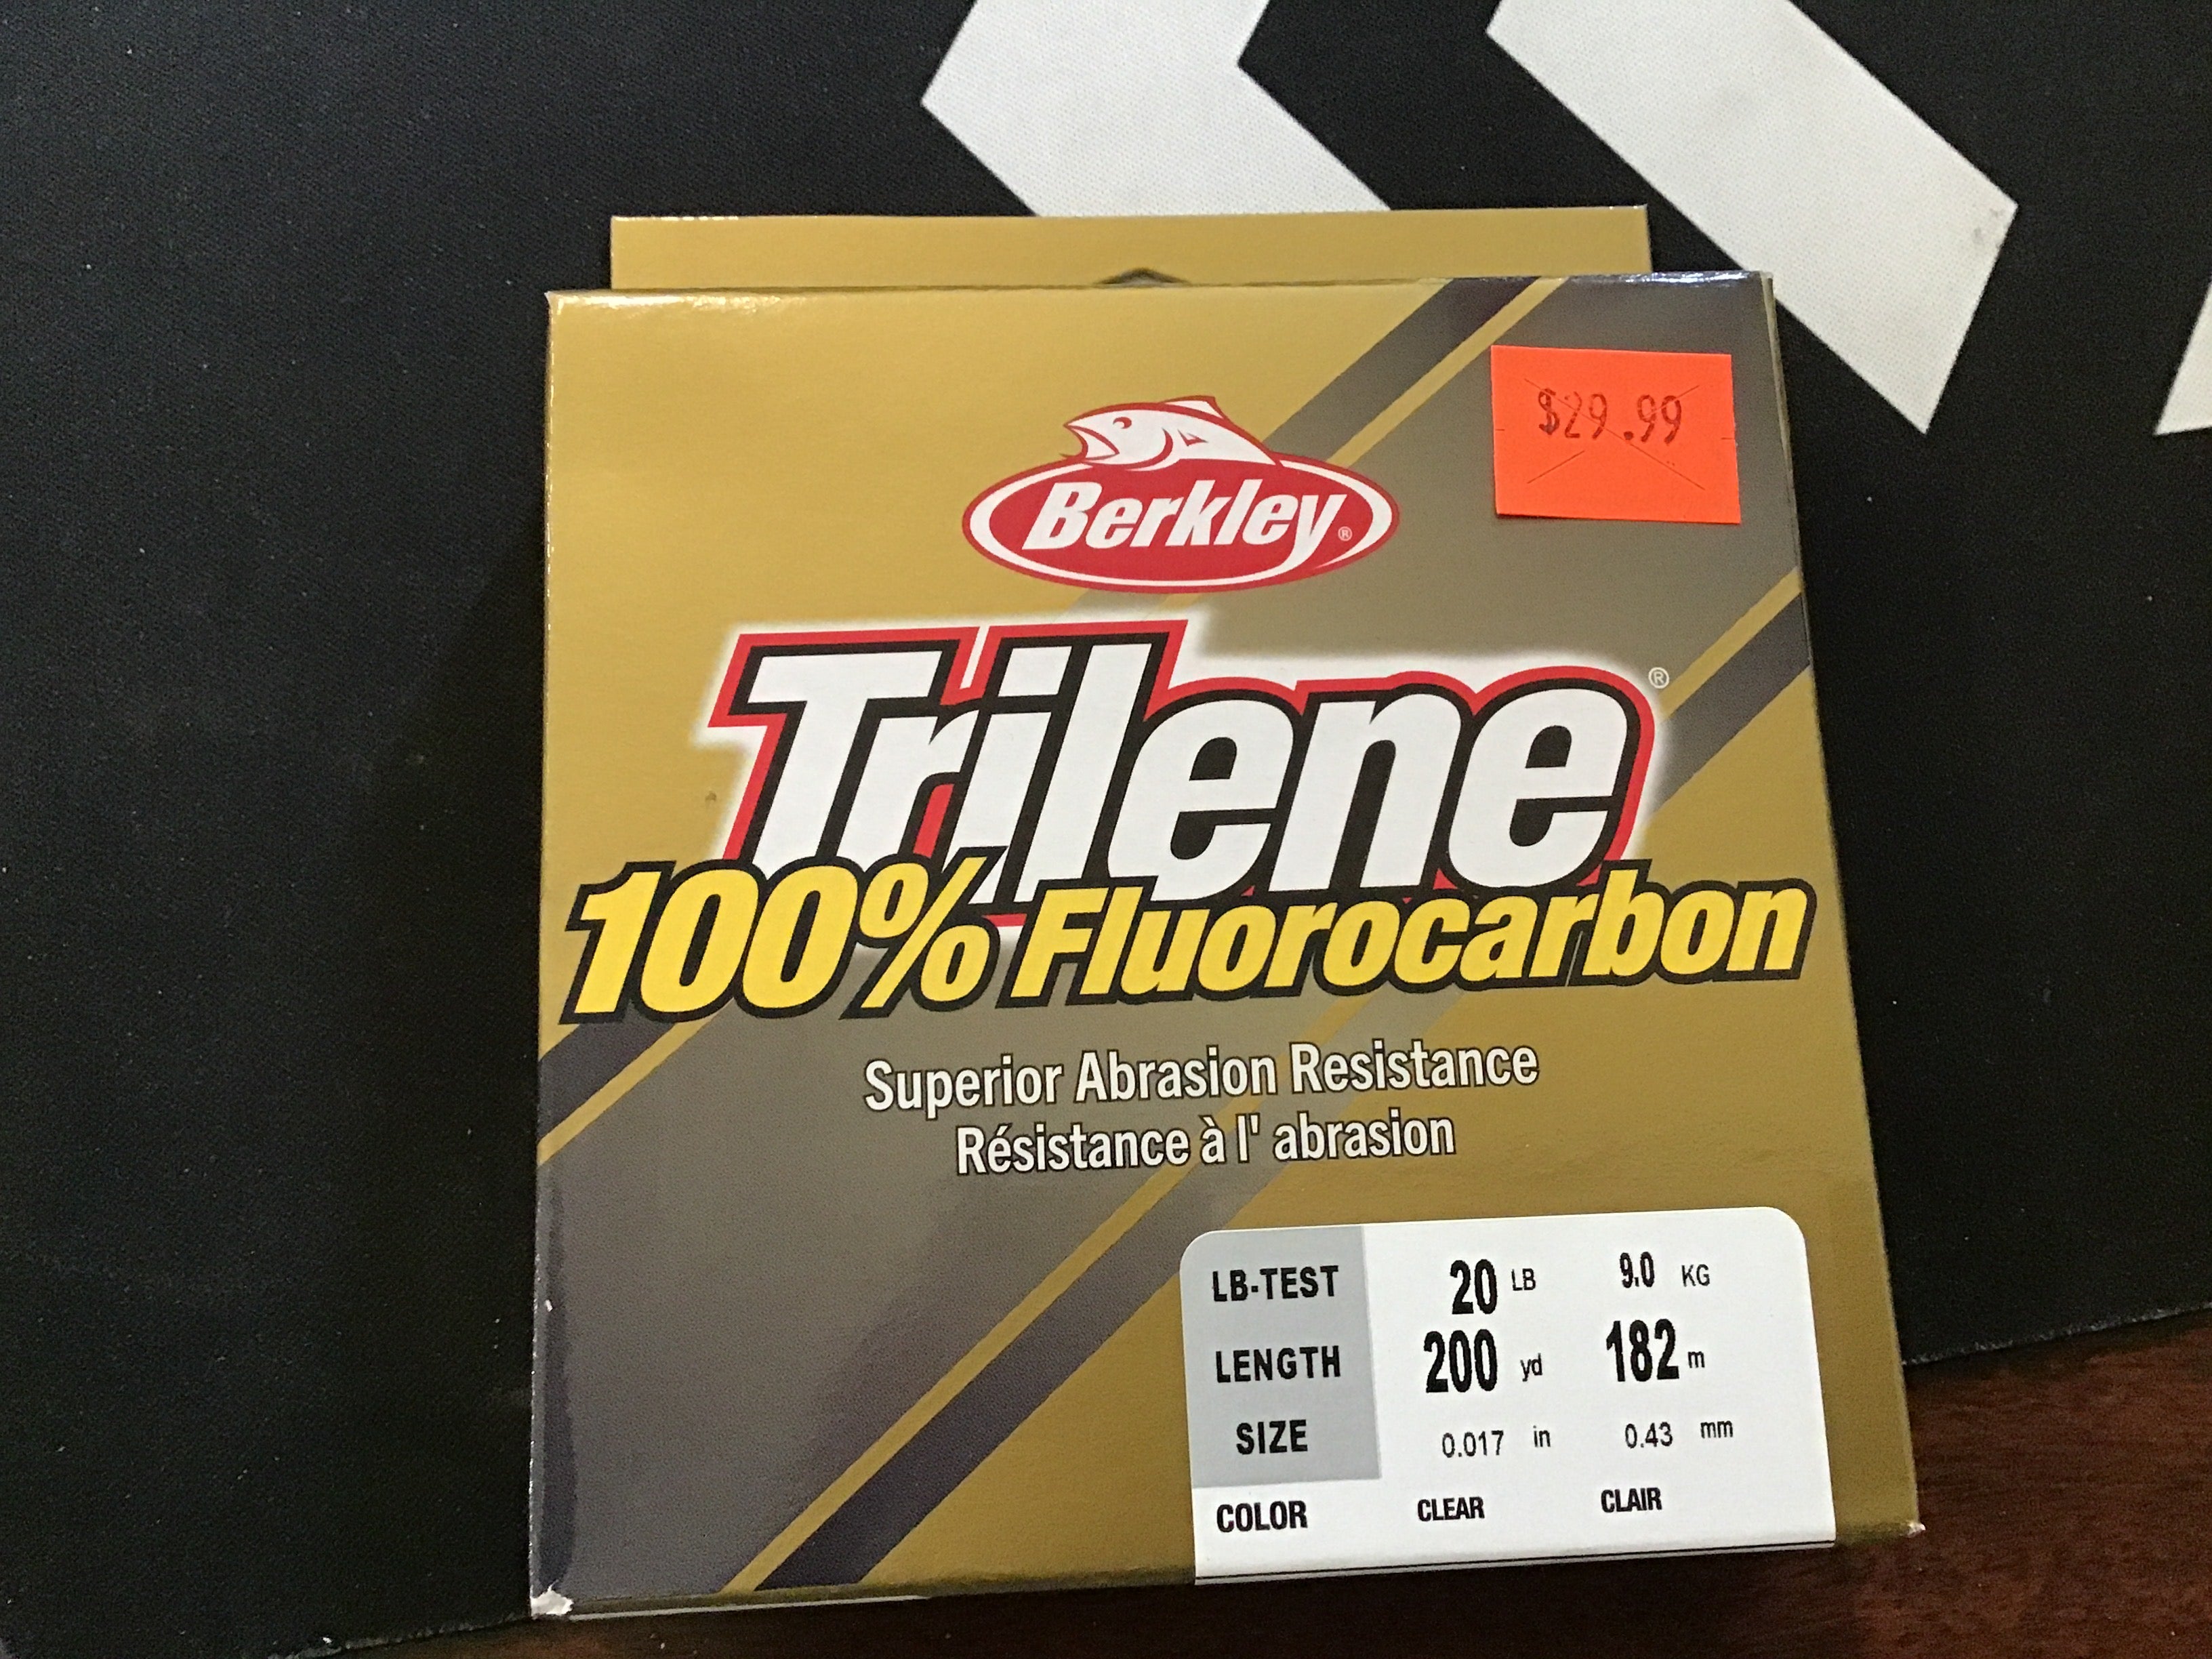 $29.99
Berkley®
Trilene®
100% Fluorocarbon
Superior Abrasion Resistance
Résistance à l' abrasion
LB-TEST 20 LB 9.0 KG
LENGTH 200 yd 182 m
SIZE 0.017 in 0.43 mm
COLOR CLEAR CLAIR